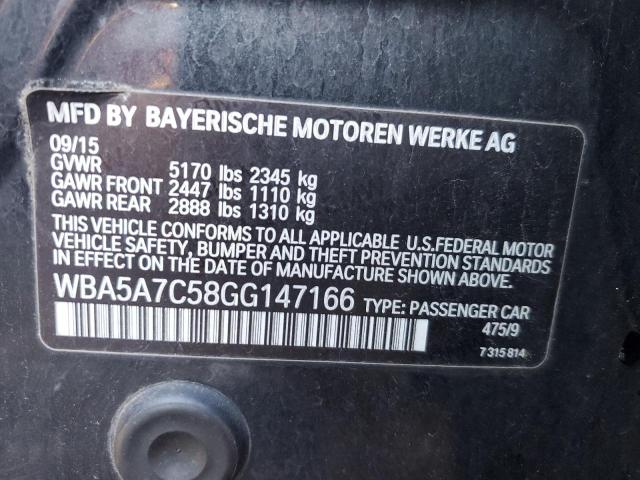 MFD BY BAYERISCHE MOTOREN WERKE AG
09/15
GVWR 5170 lbs 2345 kg
GAWR FRONT 2447 lbs 1110 kg
GAWR REAR 2888 lbs 1310 kg
THIS VEHICLE CONFORMS TO ALL APPLICABLE U.S.FEDERAL MOTOR
VEHICLE SAFETY, BUMPER AND THEFT PREVENTION STANDARDS
IN EFFECT ON THE DATE OF MANUFACTURE SHOWN ABOVE.
WBA5A7C58GG147166 TYPE: PASSENGER CAR
475/9
7 315 814